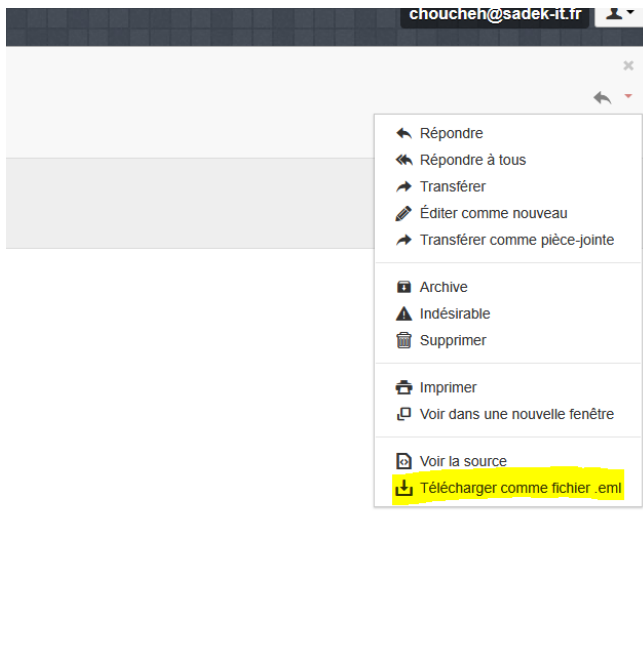 choucheh@sadek-it.fr
Répondre
Répondre à tous
Transférer
Éditer comme nouveau
Transférer comme pièce-jointe
Archive
Indésirable
Supprimer
Imprimer
Voir dans une nouvelle fenêtre
Voir la source
Télécharger comme fichier .eml